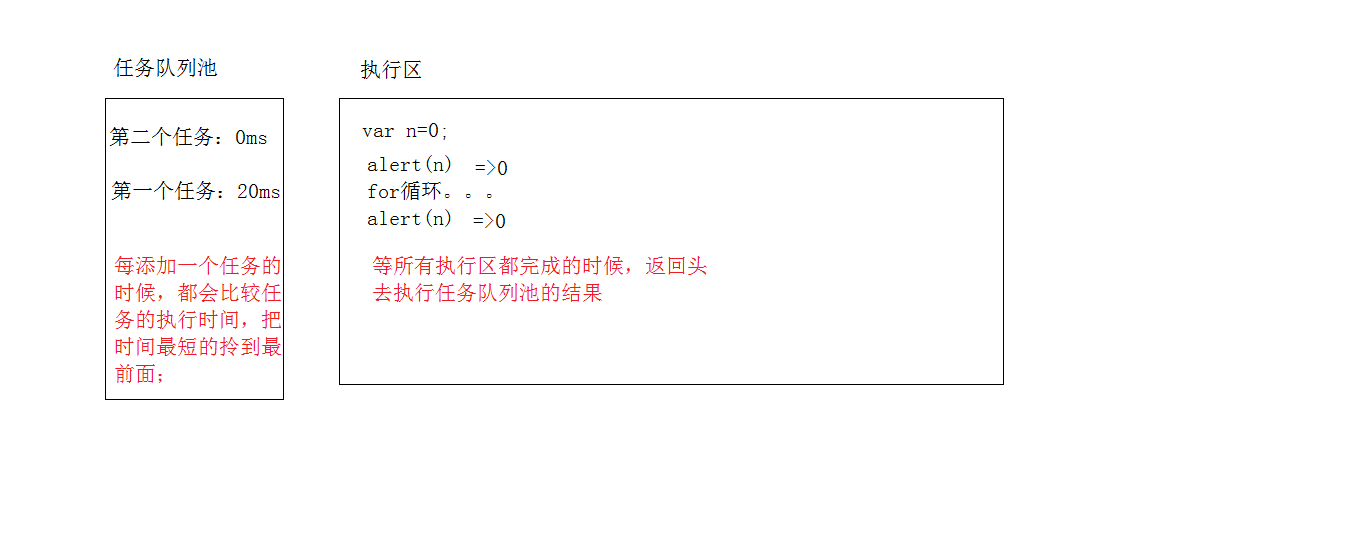 任务队列池
第二个任务：0ms
第一个任务：20ms
每添加一个任务的
时候，都会比较任
务的执行时间，把
时间最短的拎到最
前面；
执行区
var n=0;
alert(n) =>0
for循环。。。
alert(n) =>0
等所有执行区都完成的时候，返回头
去执行任务队列池的结果